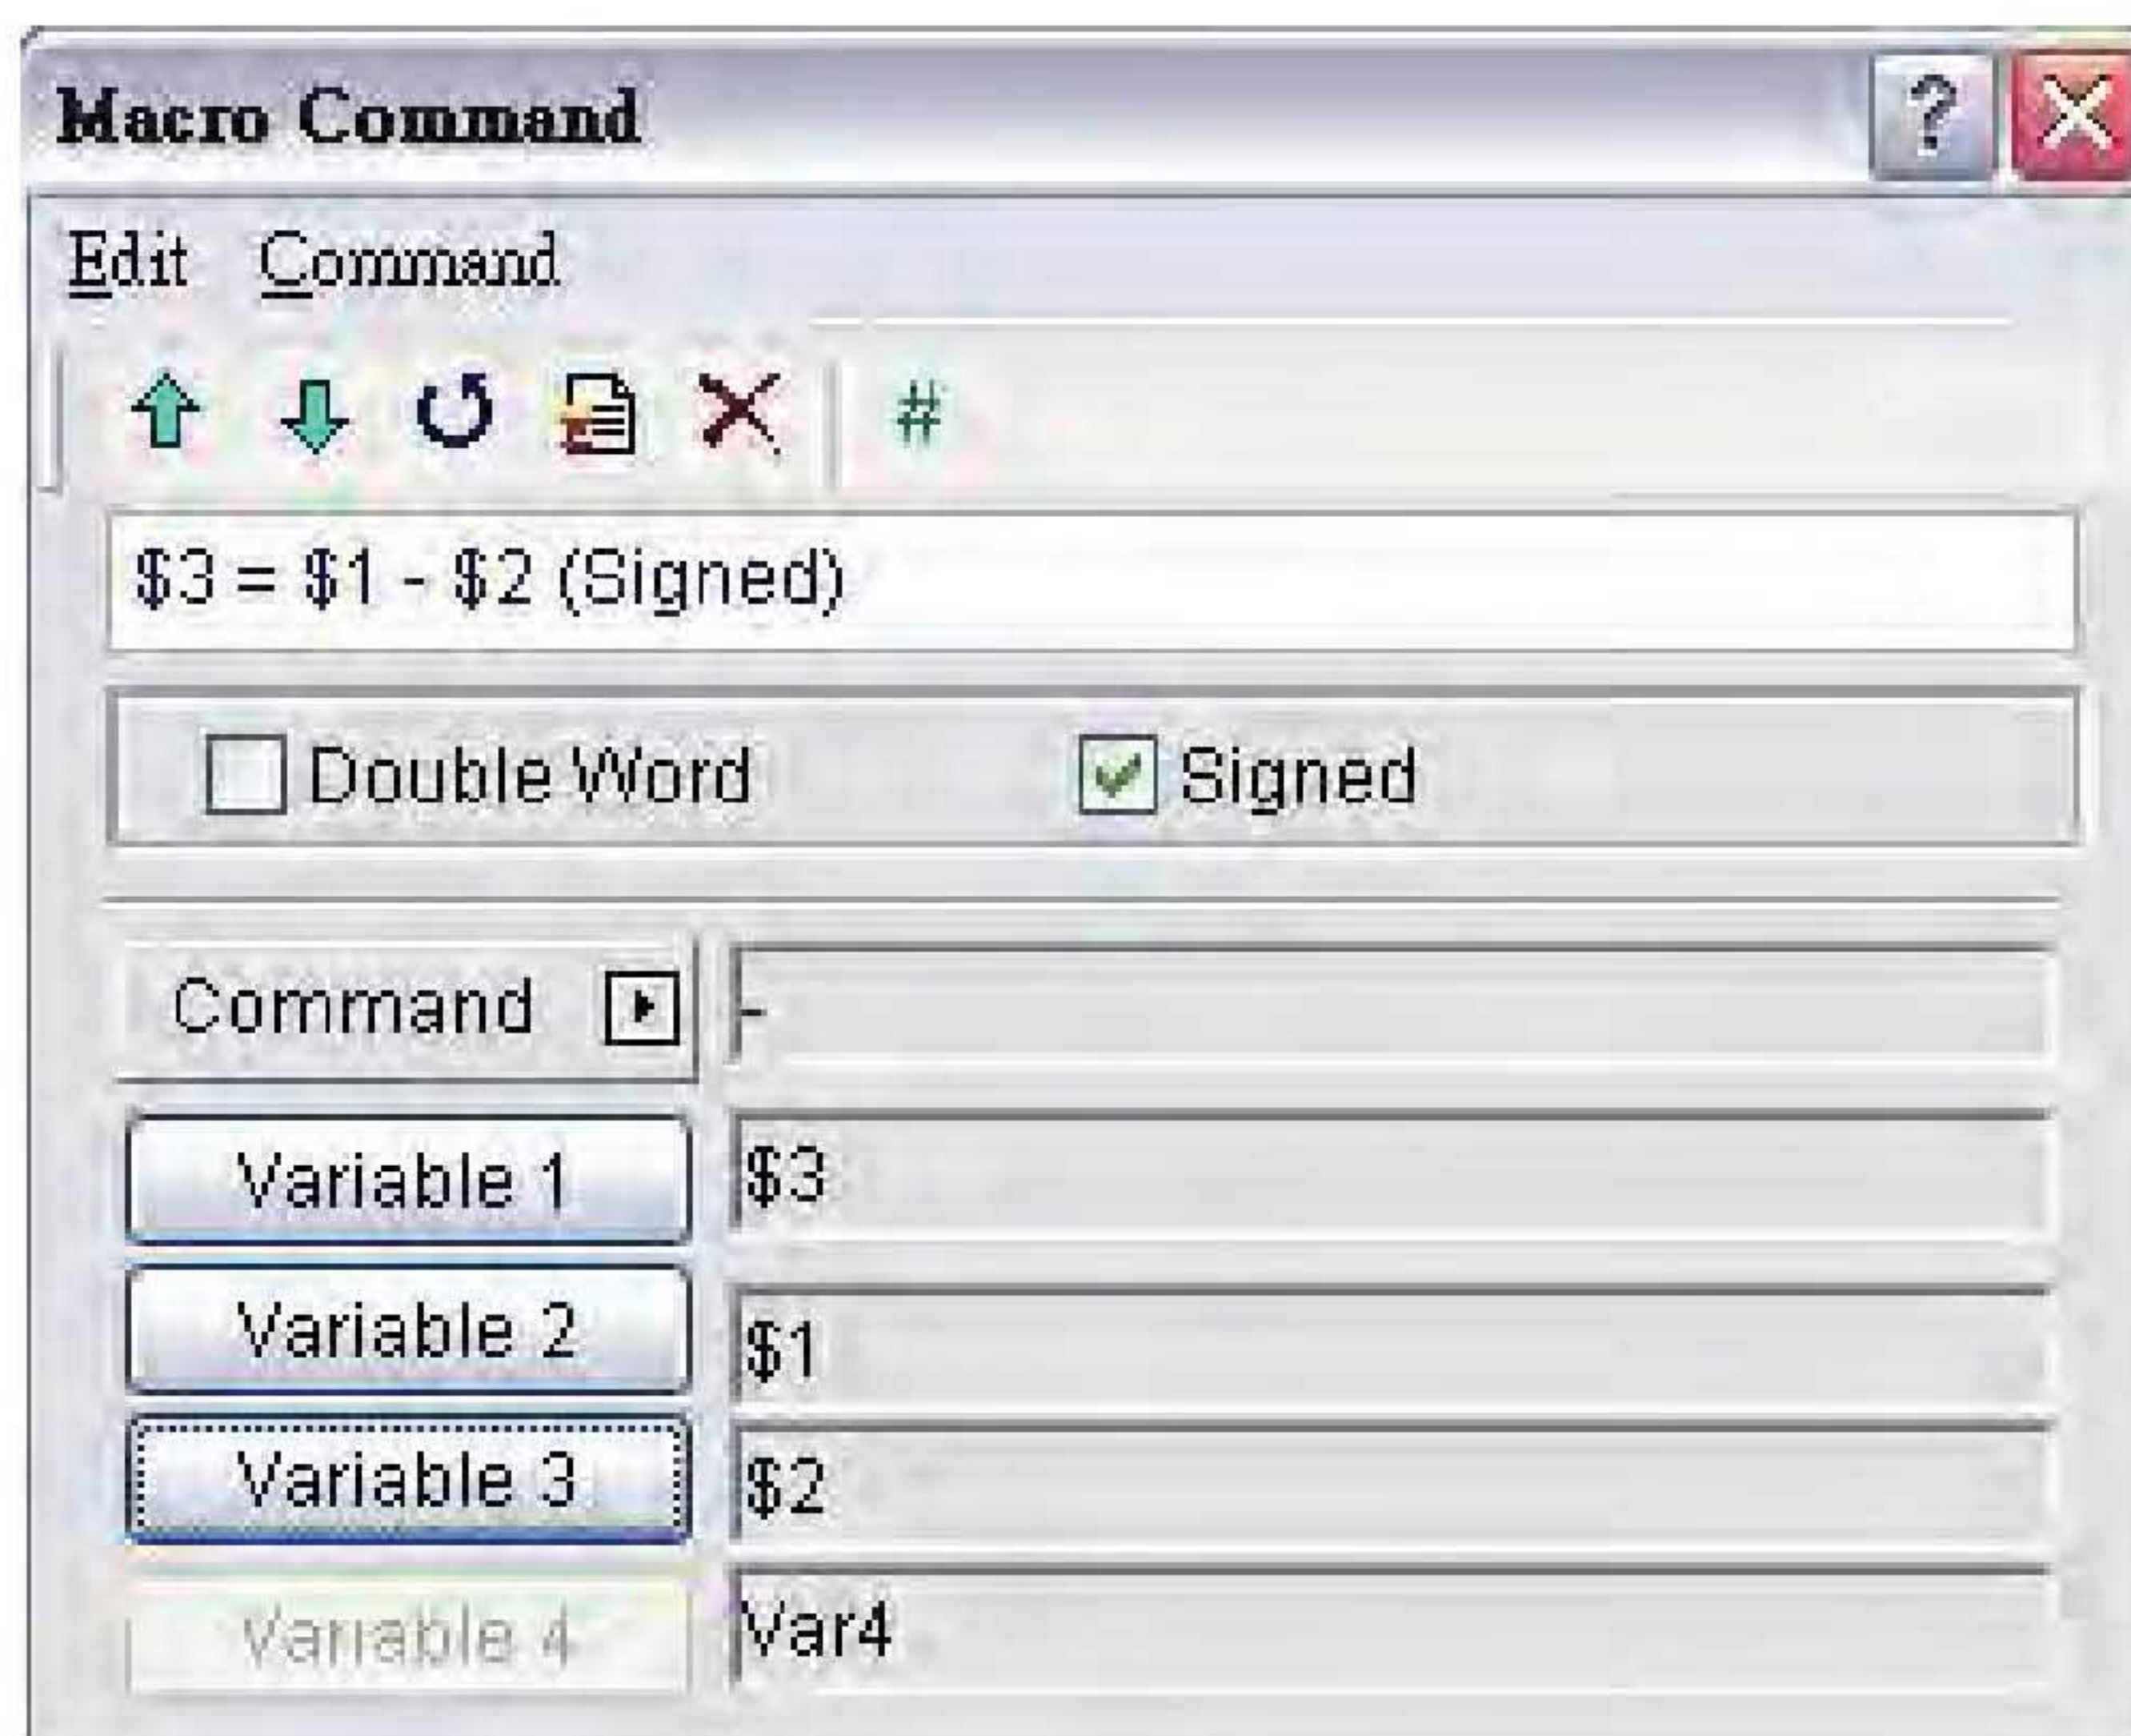 Macro Command
Edit Command
#
$3 = $1 - $2 (Signed)
Double Word Signed
Command -
Variable 1 $3
Variable 2 $1
Variable 3 $2
Variable 4 Var4